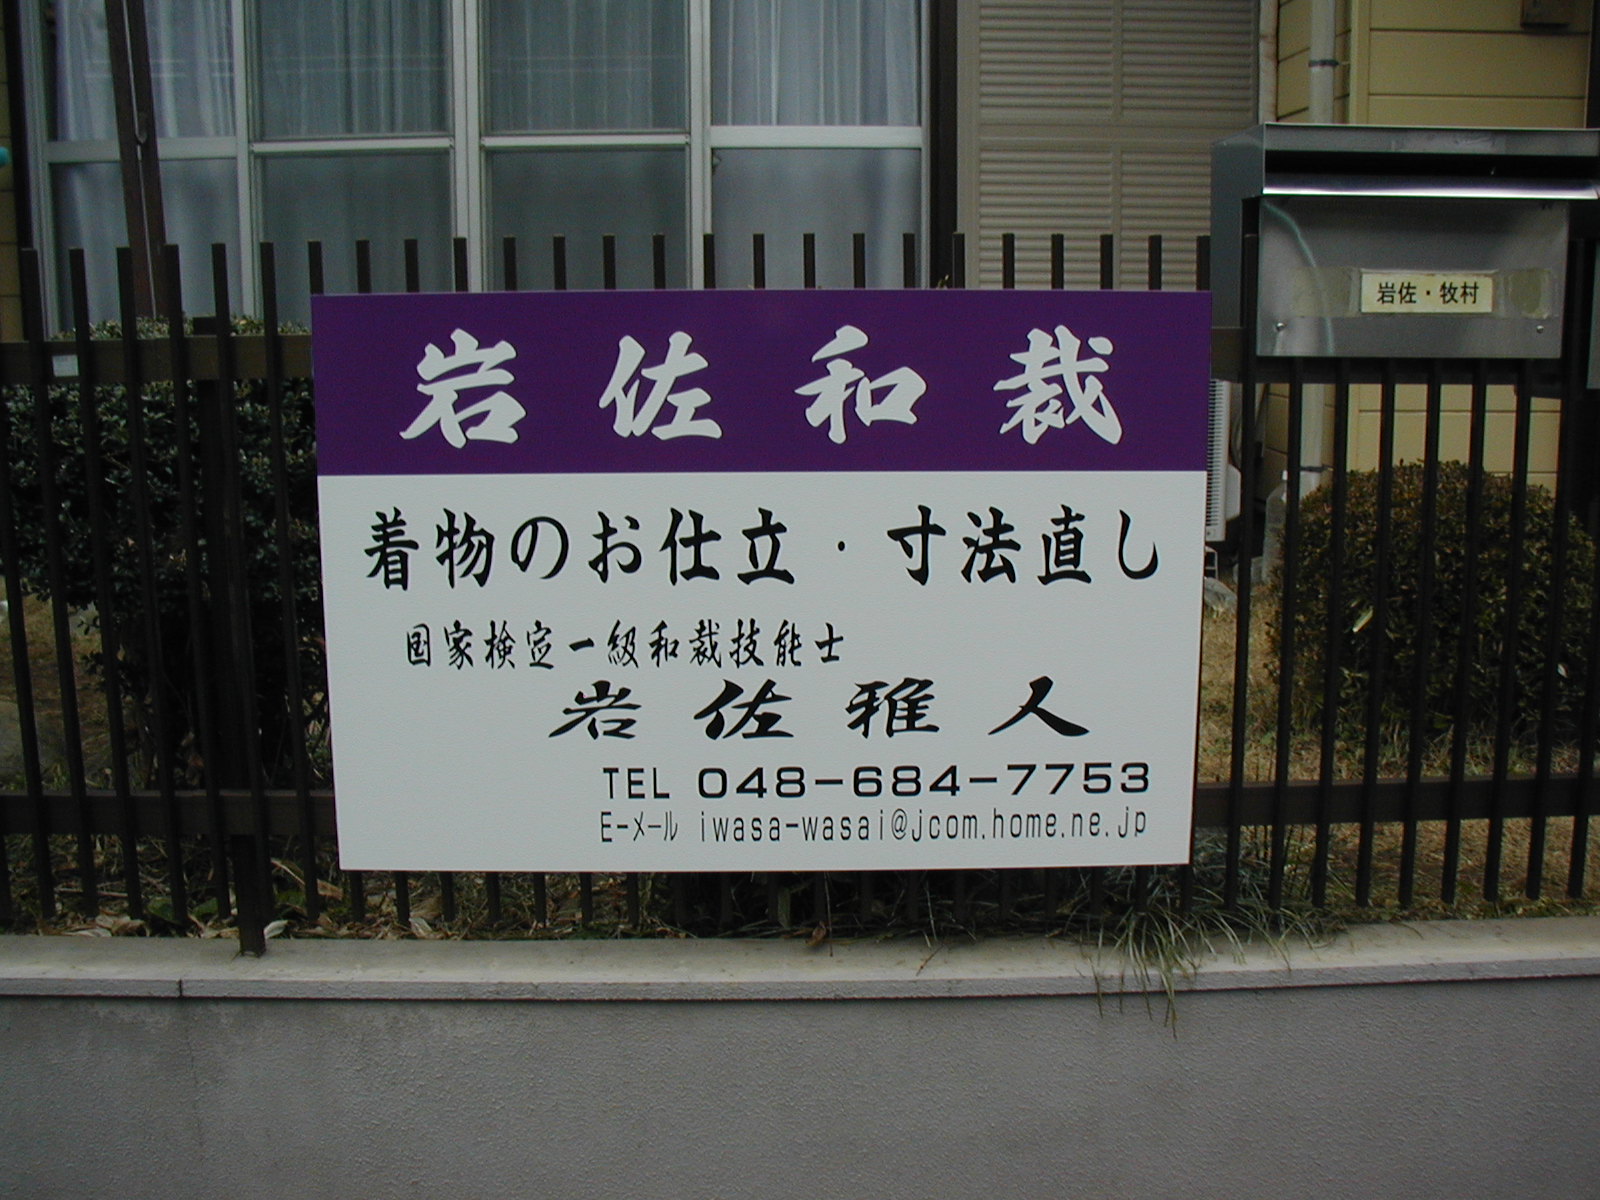 岩佐和裁
着物のお仕立・寸法直し
国家検定一級和裁技能士
岩佐雅人
TEL 048-684-7753
E-メール iwasa-wasai@jcom.home.ne.jp
岩佐・牧村